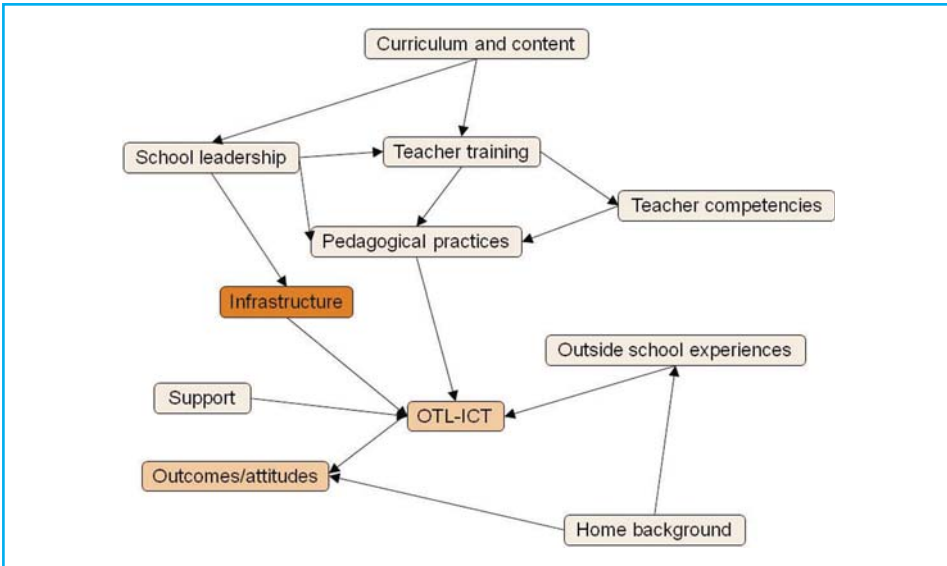 Curriculum and content
School leadership
Teacher training
Teacher competencies
Pedagogical practices
Infrastructure
Outside school experiences
Support
OTL-ICT
Outcomes/attitudes
Home background